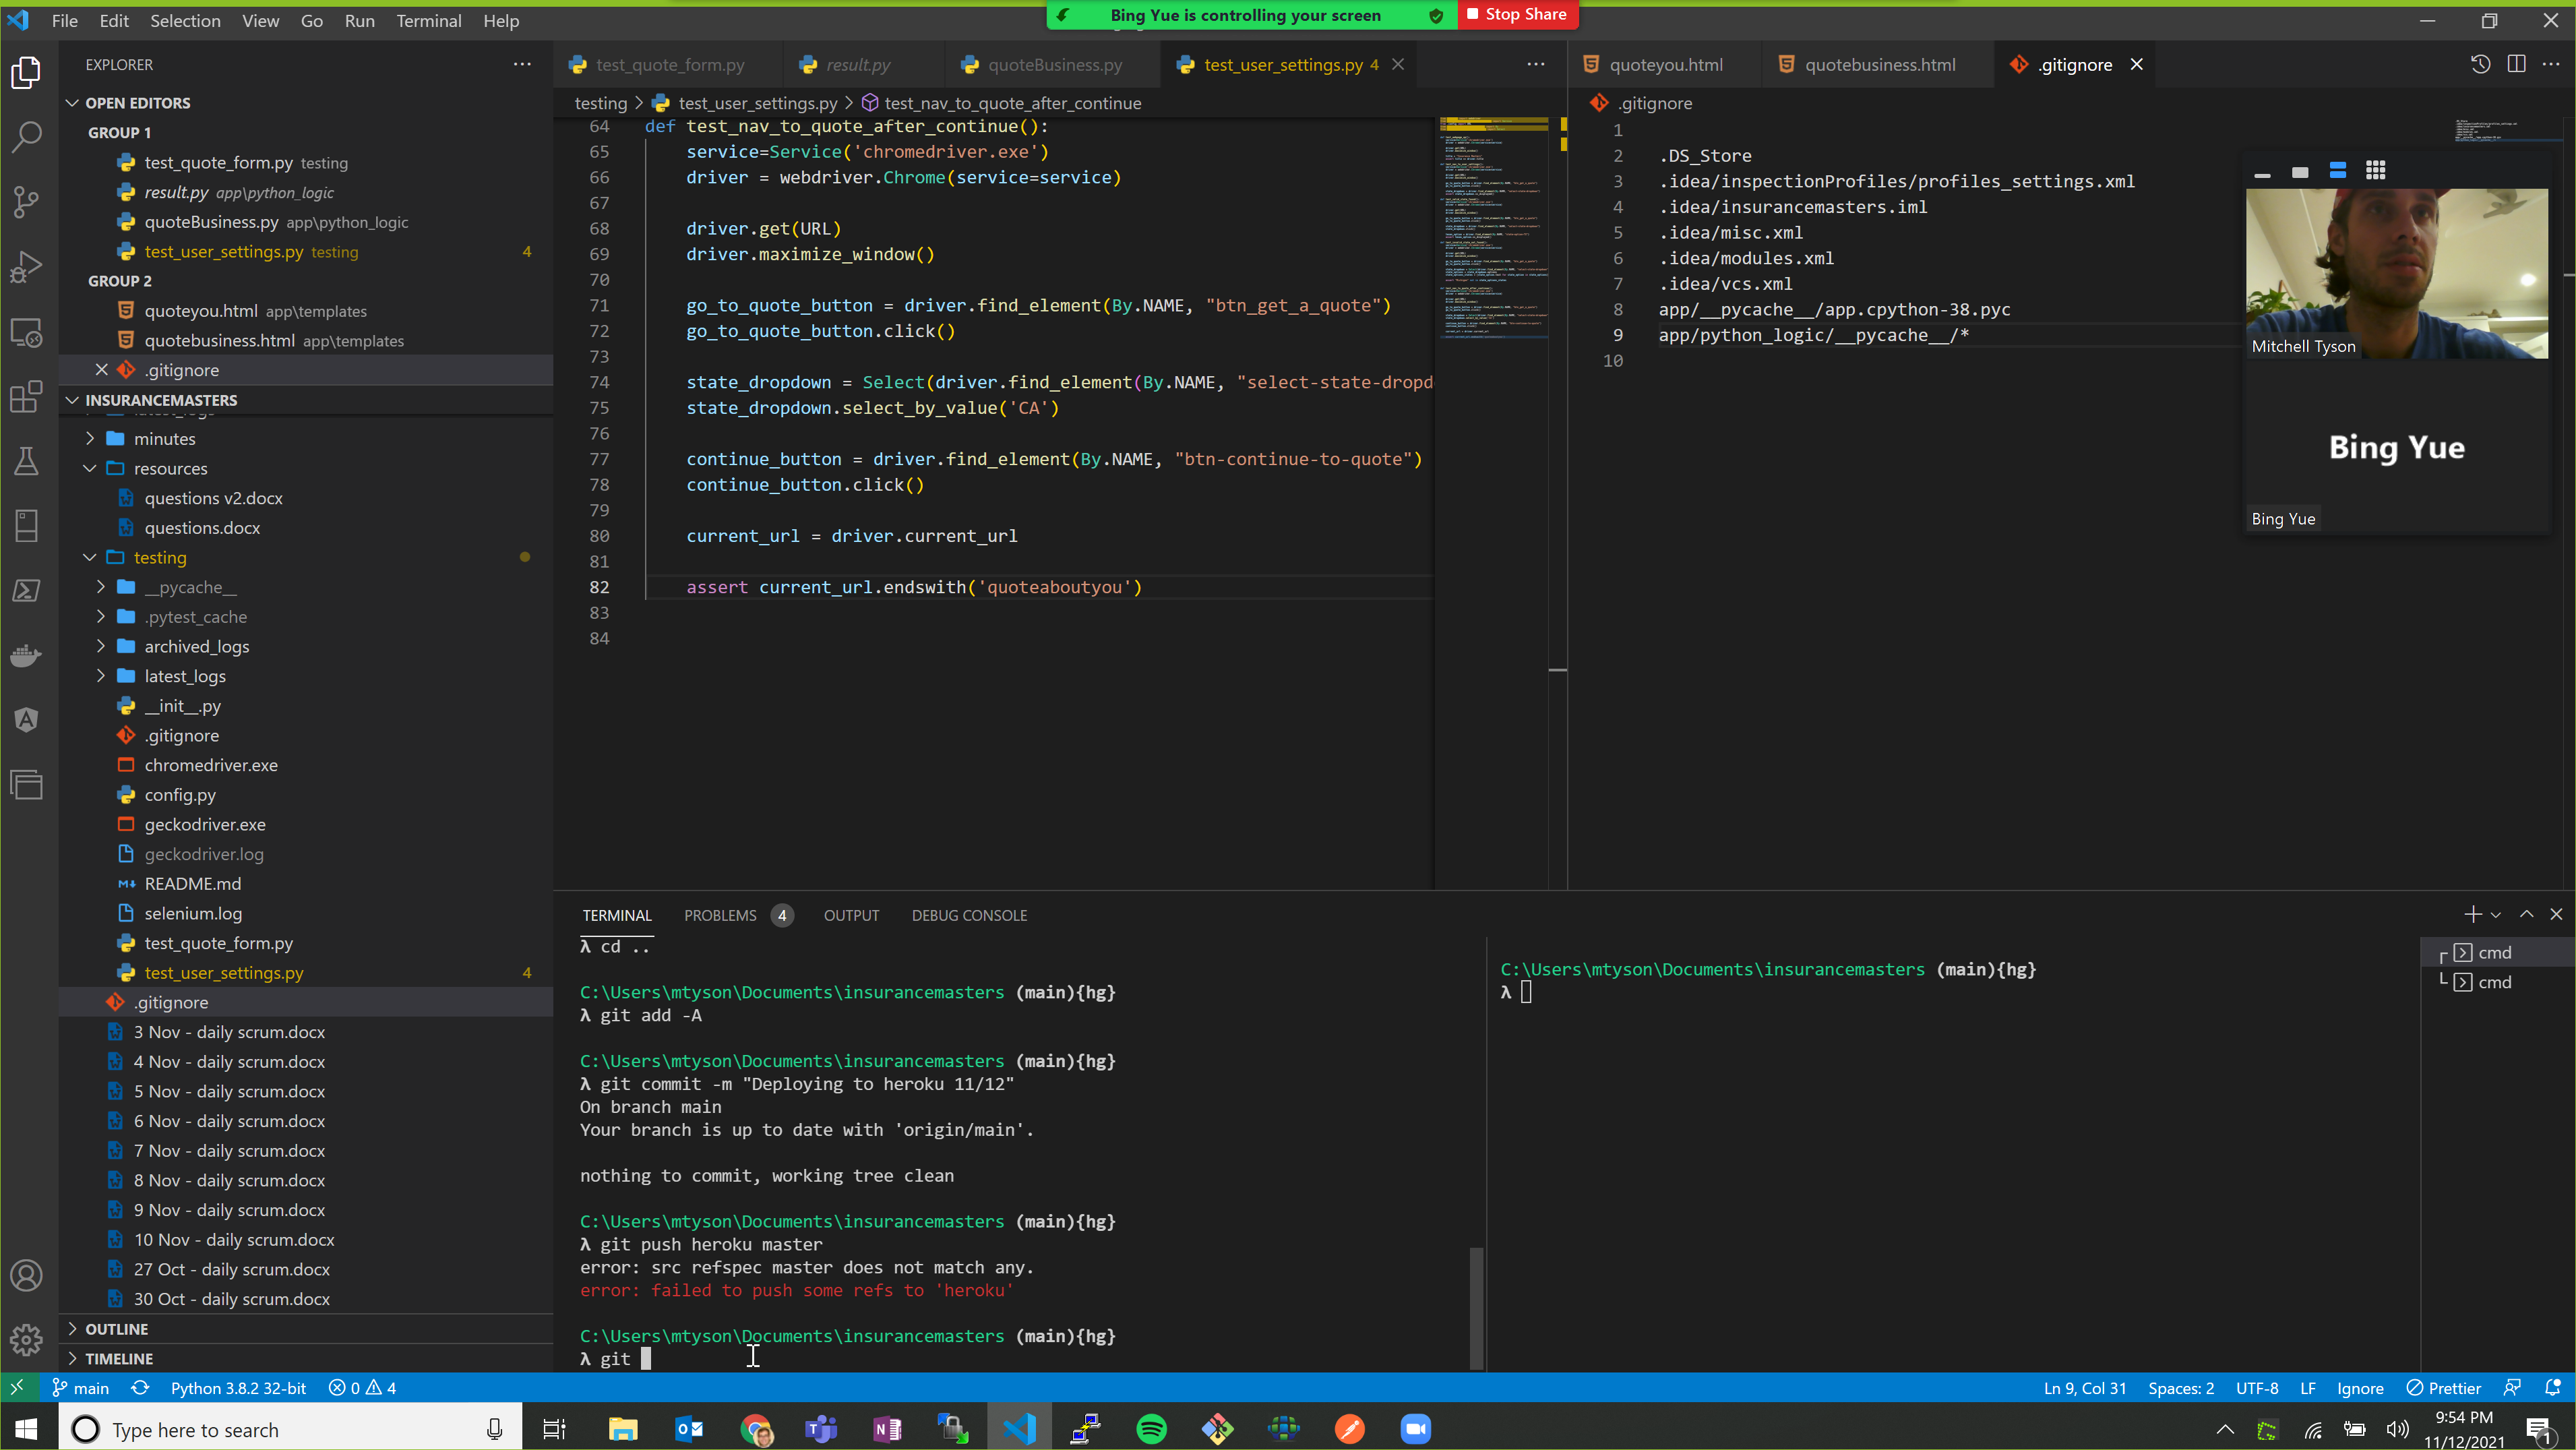 File Edit Selection View Go Run Terminal Help
Bing Yue is controlling your screen
Stop Share
EXPLORER
OPEN EDITORS
GROUP 1
test_quote_form.py testing
result.py app\python_logic
quoteBusiness.py app\python_logic
test_user_settings.py testing 4
GROUP 2
quoteyou.html app\templates
quotebusiness.html app\templates
.gitignore
INSURANCEMASTERS
latest_logs
minutes
resources
questions v2.docx
questions.docx
testing
__pycache__
.pytest_cache
archived_logs
latest_logs
__init__.py
.gitignore
chromedriver.exe
config.py
geckodriver.exe
geckodriver.log
README.md
selenium.log
test_quote_form.py
test_user_settings.py 4
.gitignore
3 Nov - daily scrum.docx
4 Nov - daily scrum.docx
5 Nov - daily scrum.docx
6 Nov - daily scrum.docx
7 Nov - daily scrum.docx
8 Nov - daily scrum.docx
9 Nov - daily scrum.docx
10 Nov - daily scrum.docx
27 Oct - daily scrum.docx
30 Oct - daily scrum.docx
OUTLINE
TIMELINE
test_quote_form.py result.py quoteBusiness.py test_user_settings.py 4
testing > test_user_settings.py > test_nav_to_quote_after_continue
64 def test_nav_to_quote_after_continue():
65 service=Service('chromedriver.exe')
66 driver = webdriver.Chrome(service=service)
67
68 driver.get(URL)
69 driver.maximize_window()
70
71 go_to_quote_button = driver.find_element(By.NAME, "btn_get_a_quote")
72 go_to_quote_button.click()
73
74 state_dropdown = Select(driver.find_element(By.NAME, "select-state-dropd
75 state_dropdown.select_by_value('CA')
76
77 continue_button = driver.find_element(By.NAME, "btn-continue-to-quote")
78 continue_button.click()
79
80 current_url = driver.current_url
81
82 assert current_url.endswith('quoteaboutyou')
83
84
quoteyou.html quotebusiness.html .gitignore
.gitignore
1
2 .DS_Store
3 .idea/inspectionProfiles/profiles_settings.xml
4 .idea/insurancemasters.iml
5 .idea/misc.xml
6 .idea/modules.xml
7 .idea/vcs.xml
8 app/__pycache__/app.cpython-38.pyc
9 app/python_logic/__pycache__/*
10
Mitchell Tyson
Bing Yue
Bing Yue
TERMINAL PROBLEMS 4 OUTPUT DEBUG CONSOLE
λ cd ..
C:\Users\mtyson\Documents\insurancemasters (main){hg}
λ git add -A
C:\Users\mtyson\Documents\insurancemasters (main){hg}
λ git commit -m "Deploying to heroku 11/12"
On branch main
Your branch is up to date with 'origin/main'.
nothing to commit, working tree clean
C:\Users\mtyson\Documents\insurancemasters (main){hg}
λ git push heroku master
error: src refspec master does not match any.
error: failed to push some refs to 'heroku'
C:\Users\mtyson\Documents\insurancemasters (main){hg}
λ git
C:\Users\mtyson\Documents\insurancemasters (main){hg}
λ
cmd
cmd
main Python 3.8.2 32-bit 0 4
Ln 9, Col 31 Spaces: 2 UTF-8 LF Ignore Prettier
Type here to search
9:54 PM
11/12/2021
1